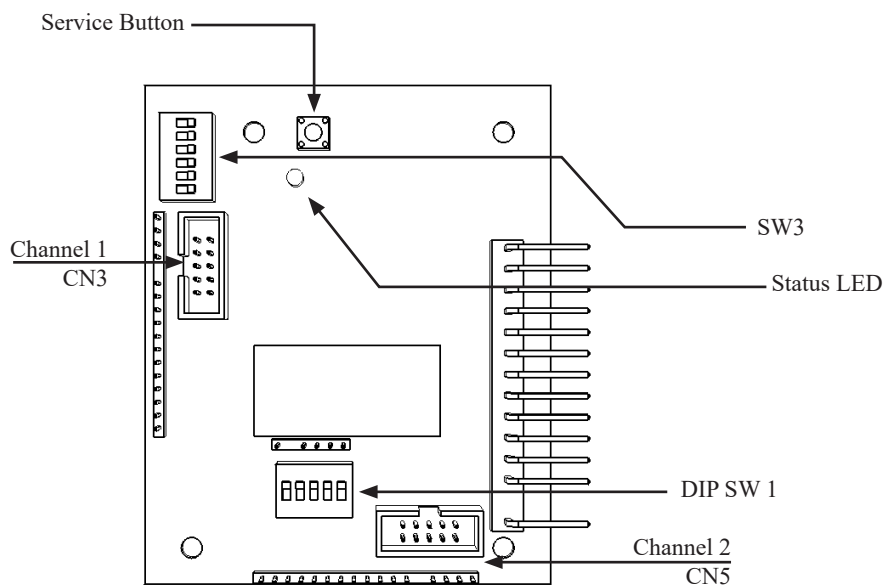 Service Button
SW3
Channel 1
CN3
Status LED
DIP SW 1
Channel 2
CN5